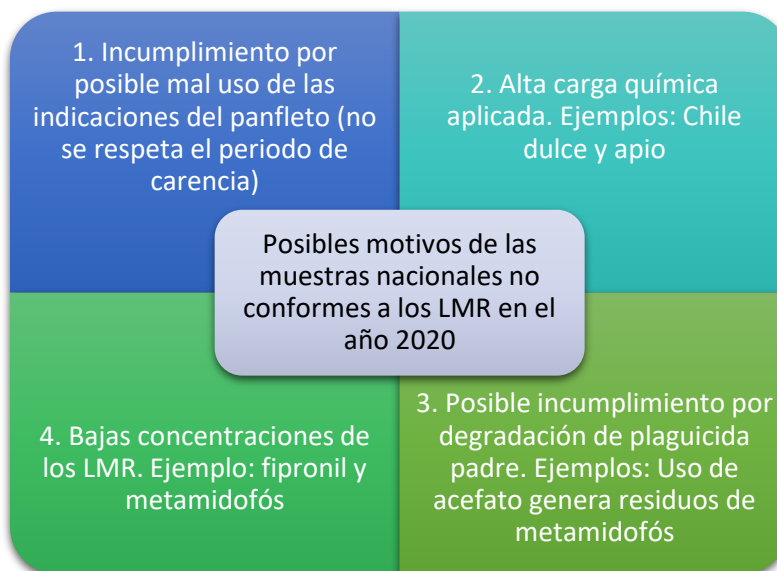 1. Incumplimiento por
posible mal uso de las
indicaciones del panfleto (no
se respeta el periodo de
carencia)
2. Alta carga química
aplicada. Ejemplos: Chile
dulce y apio
Posibles motivos de las
muestras nacionales no
conformes a los LMR en el
año 2020
4. Bajas concentraciones de
los LMR. Ejemplo: fipronil y
metamidofós
3. Posible incumplimiento por
degradación de plaguicida
padre. Ejemplos: Uso de
acefato genera residuos de
metamidofós